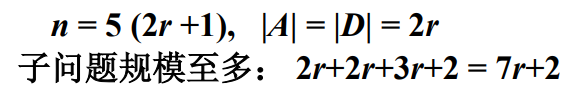 n = 5 (2r +1), |A| = |D| = 2r
子问题规模至多： 2r+2r+3r+2 = 7r+2